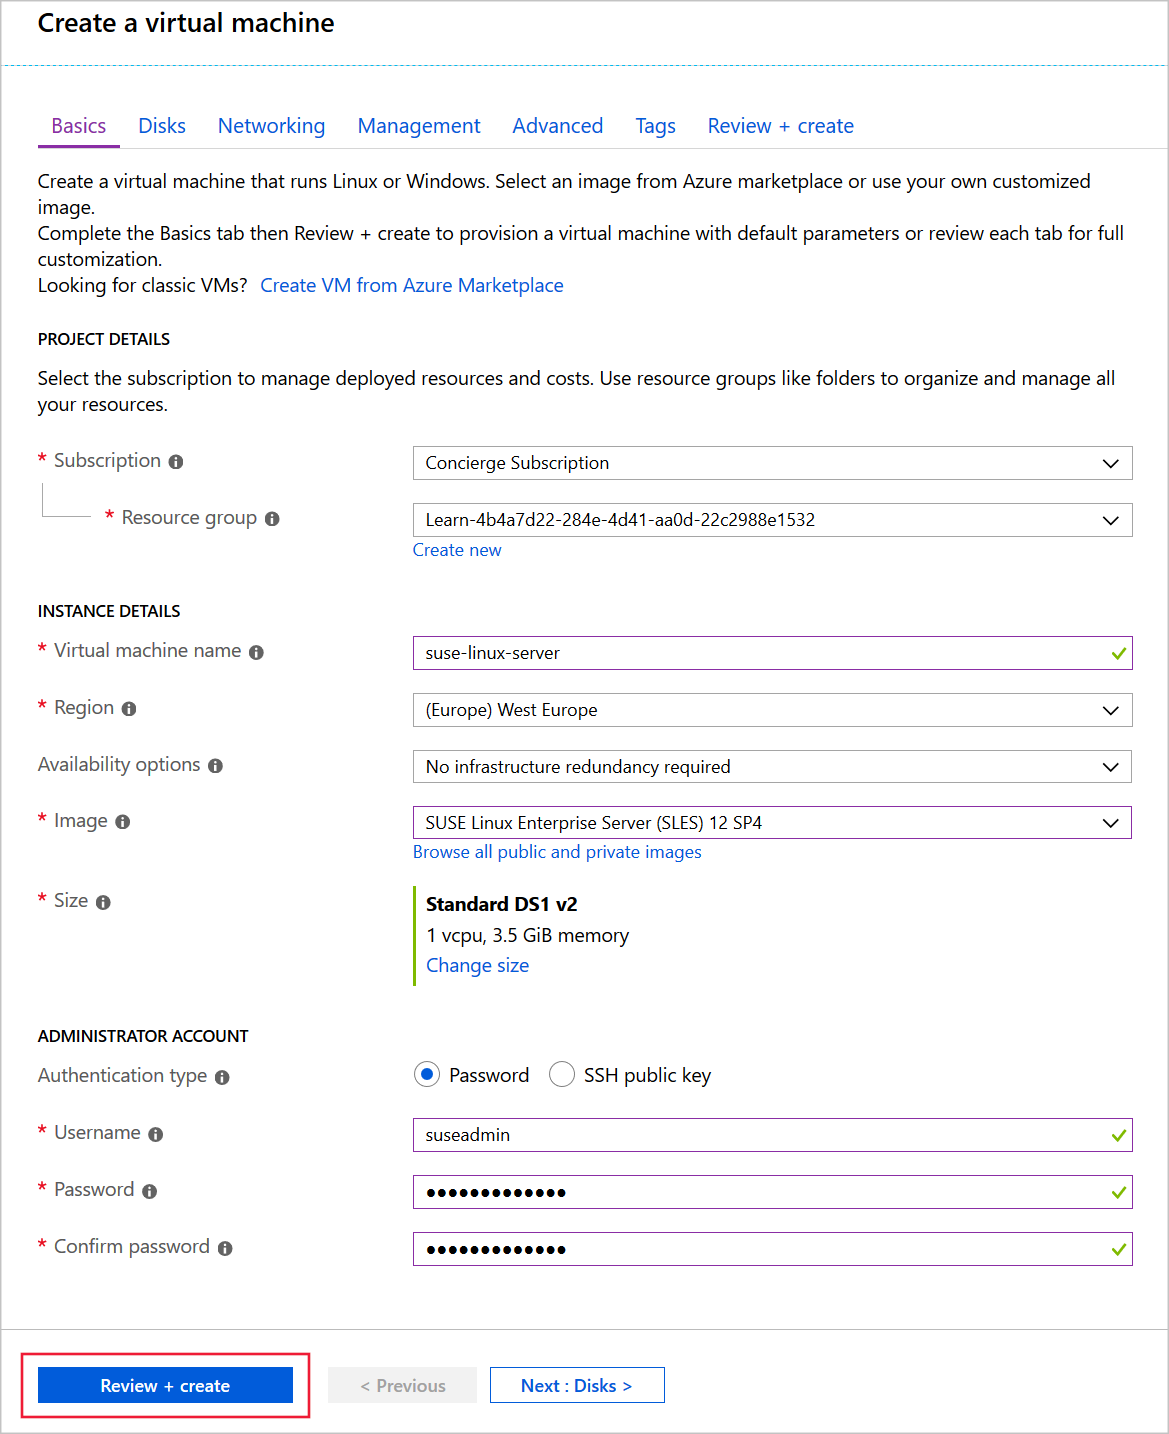 Create a virtual machine
Basics Disks Networking Management Advanced Tags Review + create
Create a virtual machine that runs Linux or Windows. Select an image from Azure marketplace or use your own customized
image.
Complete the Basics tab then Review + create to provision a virtual machine with default parameters or review each tab for full
customization.
Looking for classic VMs? Create VM from Azure Marketplace
PROJECT DETAILS
Select the subscription to manage deployed resources and costs. Use resource groups like folders to organize and manage all
your resources.
* Subscription Concierge Subscription
* Resource group Learn-4b4a7d22-284e-4d41-aa0d-22c2988e1532
Create new
INSTANCE DETAILS
* Virtual machine name suse-linux-server
* Region (Europe) West Europe
Availability options No infrastructure redundancy required
* Image SUSE Linux Enterprise Server (SLES) 12 SP4
Browse all public and private images
* Size Standard DS1 v2
1 vcpu, 3.5 GiB memory
Change size
ADMINISTRATOR ACCOUNT
Authentication type Password SSH public key
* Username suseadmin
* Password •••••••••••••
* Confirm password •••••••••••••
Review + create < Previous Next : Disks >